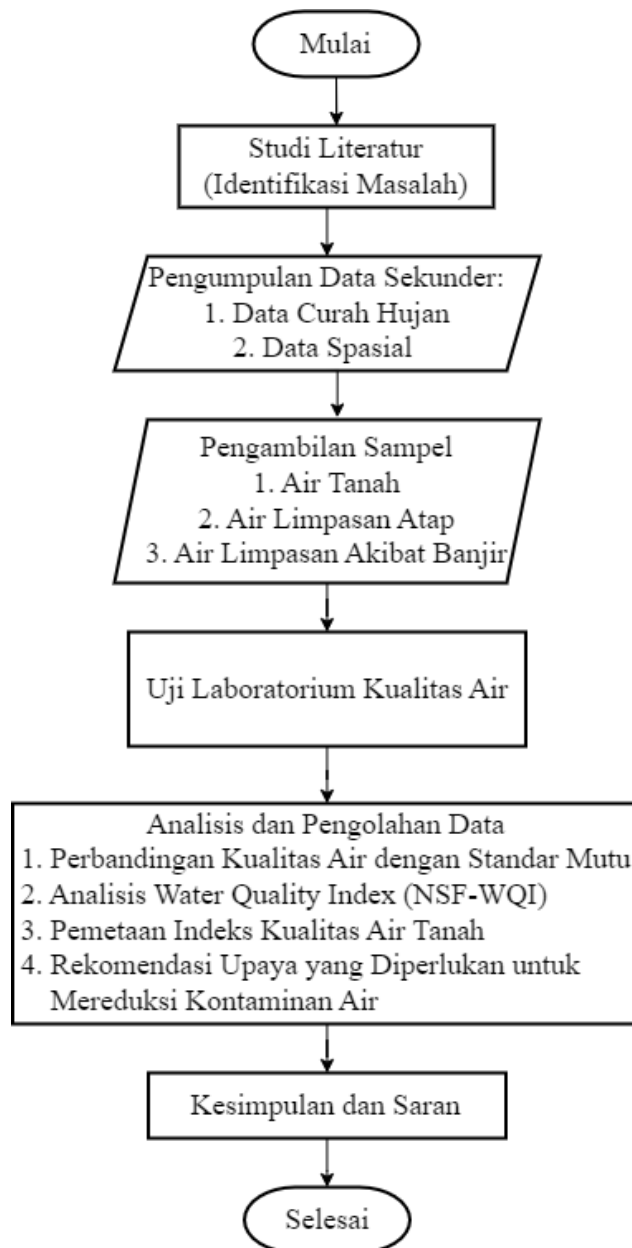 Mulai
Studi Literatur
(Identifikasi Masalah)
Pengumpulan Data Sekunder:
1. Data Curah Hujan
2. Data Spasial
Pengambilan Sampel
1. Air Tanah
2. Air Limpasan Atap
3. Air Limpasan Akibat Banjir
Uji Laboratorium Kualitas Air
Analisis dan Pengolahan Data
1. Perbandingan Kualitas Air dengan Standar Mutu
2. Analisis Water Quality Index (NSF-WQI)
3. Pemetaan Indeks Kualitas Air Tanah
4. Rekomendasi Upaya yang Diperlukan untuk
Mereduksi Kontaminan Air
Kesimpulan dan Saran
Selesai